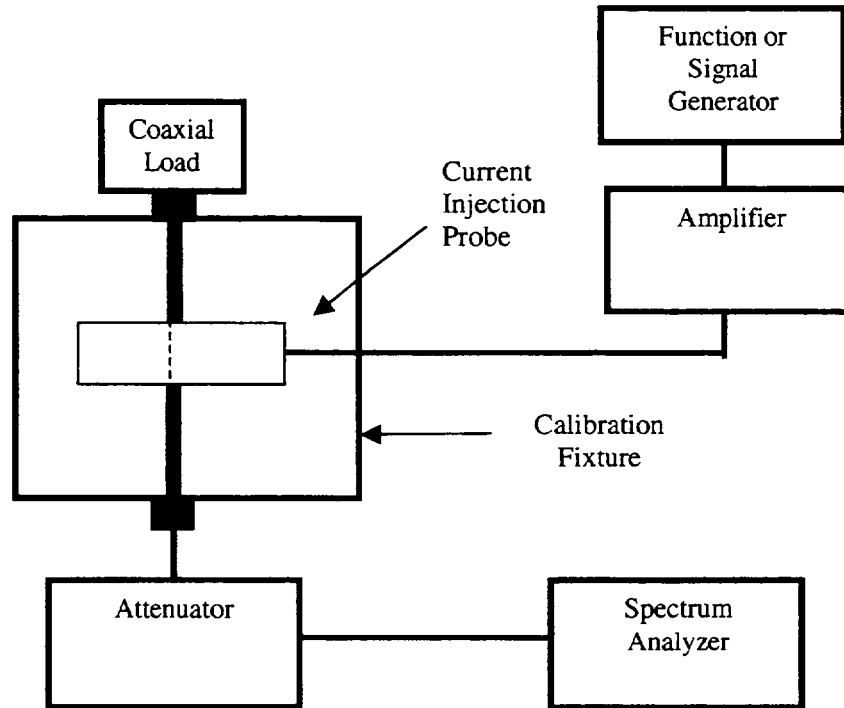 Function or
Signal
Generator
Coaxial
Load
Current
Injection
Probe
Amplifier
Calibration
Fixture
Attenuator
Spectrum
Analyzer